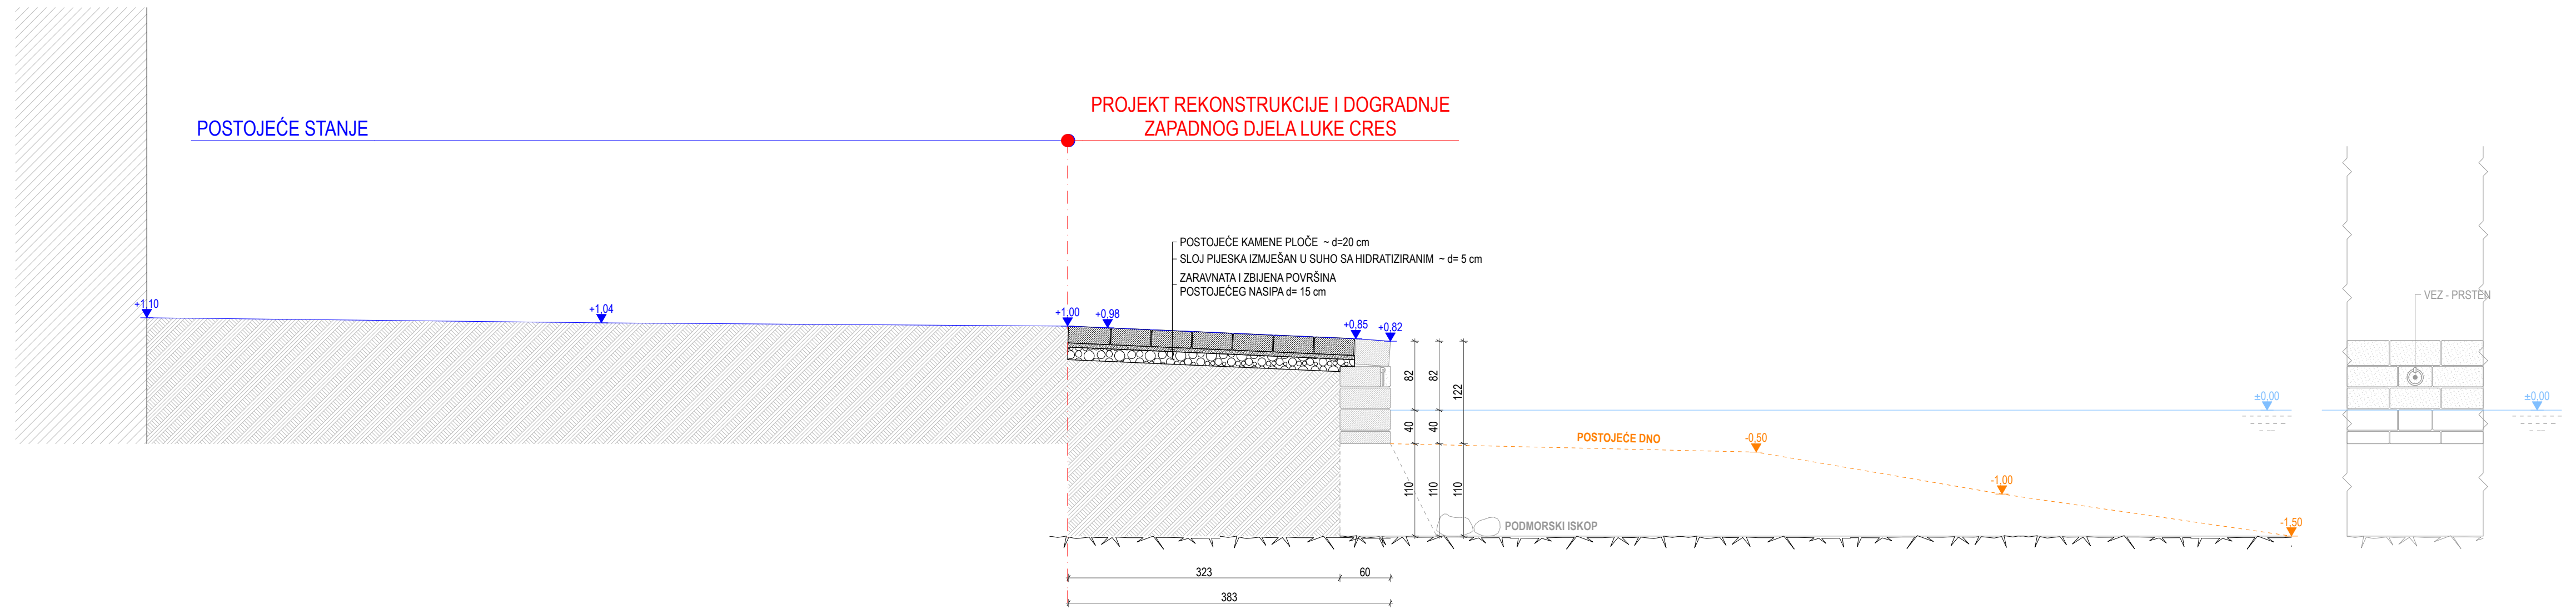 PROJEKT REKONSTRUKCIJE I DOGRADNJE
ZAPADNOG DJELA LUKE CRES
POSTOJEĆE STANJE
POSTOJEĆE KAMENE PLOČE ~ d=20 cm
SLOJ PIJESKA IZMJEŠAN U SUHO SA HIDRATIZIRANIM ~ d= 5 cm
ZARAVNATA I ZBIJENA POVRŠINA
POSTOJEĆEG NASIPA d= 15 cm
+1,10
+1,04
+1,00
+0,98
+0,85
+0,82
VEZ - PRSTEN
82
82
122
±0,00
±0,00
40
40
POSTOJEĆE DNO
-0,50
110
110
110
-1,00
PODMORSKI ISKOP
-1,50
323
60
383